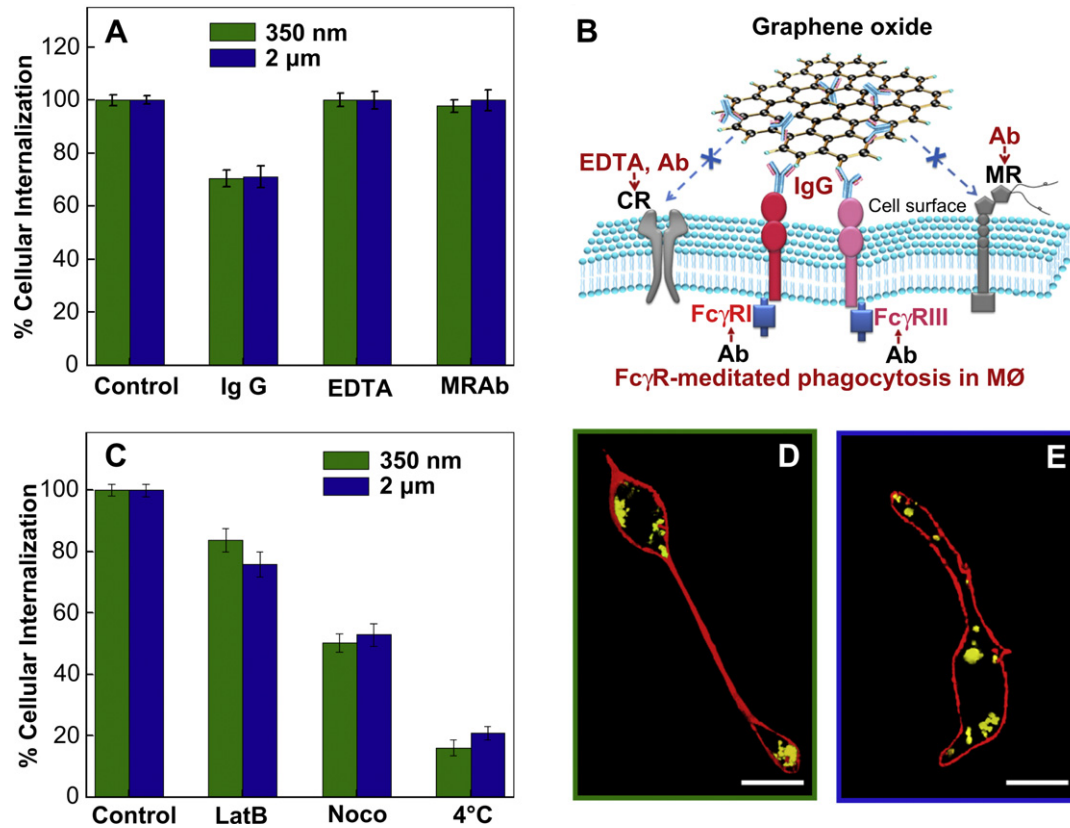 A
350 nm
2 µm
% Cellular Internalization
120
100
80
60
40
20
0
Control
Ig G
EDTA
MRAb
B
Graphene oxide
EDTA, Ab
CR
IgG
Ab
MR
Cell surface
FcγRI
FcγRIII
Ab
Ab
FcγR-meditated phagocytosis in MØ
C
350 nm
2 µm
% Cellular Internalization
100
80
60
40
20
0
Control
LatB
Noco
4°C
D
E